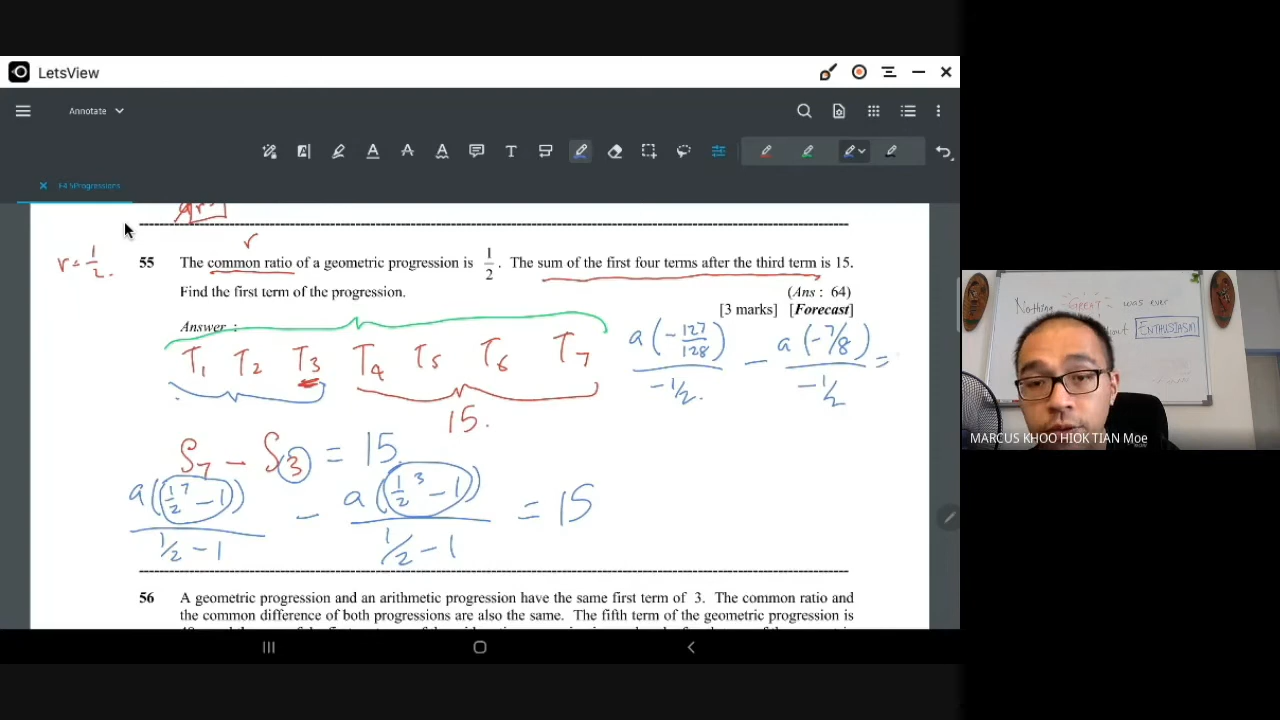 LetsView
Annotate
F4 5Progressions
ar³
r = 1/2.
r
55 The common ratio of a geometric progression is 1/2. The sum of the first four terms after the third term is 15.
Find the first term of the progression. (Ans : 64)
[3 marks] [Forecast]
Answer :
T₁ T₂ T₃ T₄ T₅ T₆ T₇
15.
a(-127/128) / -1/2. - a(-7/8) / -1/2 =
S₇ - S₃ = 15
a(1/2⁷ - 1) / 1/2 - 1 - a(1/2³ - 1) / 1/2 - 1 = 15
56 A geometric progression and an arithmetic progression have the same first term of 3. The common ratio and
the common difference of both progressions are also the same. The fifth term of the geometric progression is
Nothing GREAT was ever
without ENTHUSIASM
MARCUS KHOO HIOK TIAN Moe